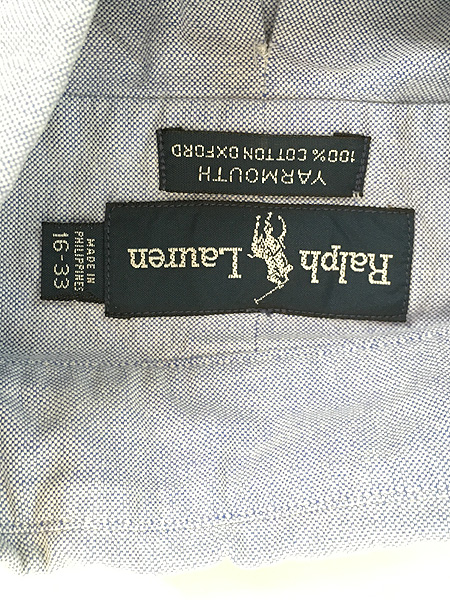 Ralph
Lauren
YARMOUTH
100% COTTON OXFORD
MADE IN
PHILIPPINES
16-33